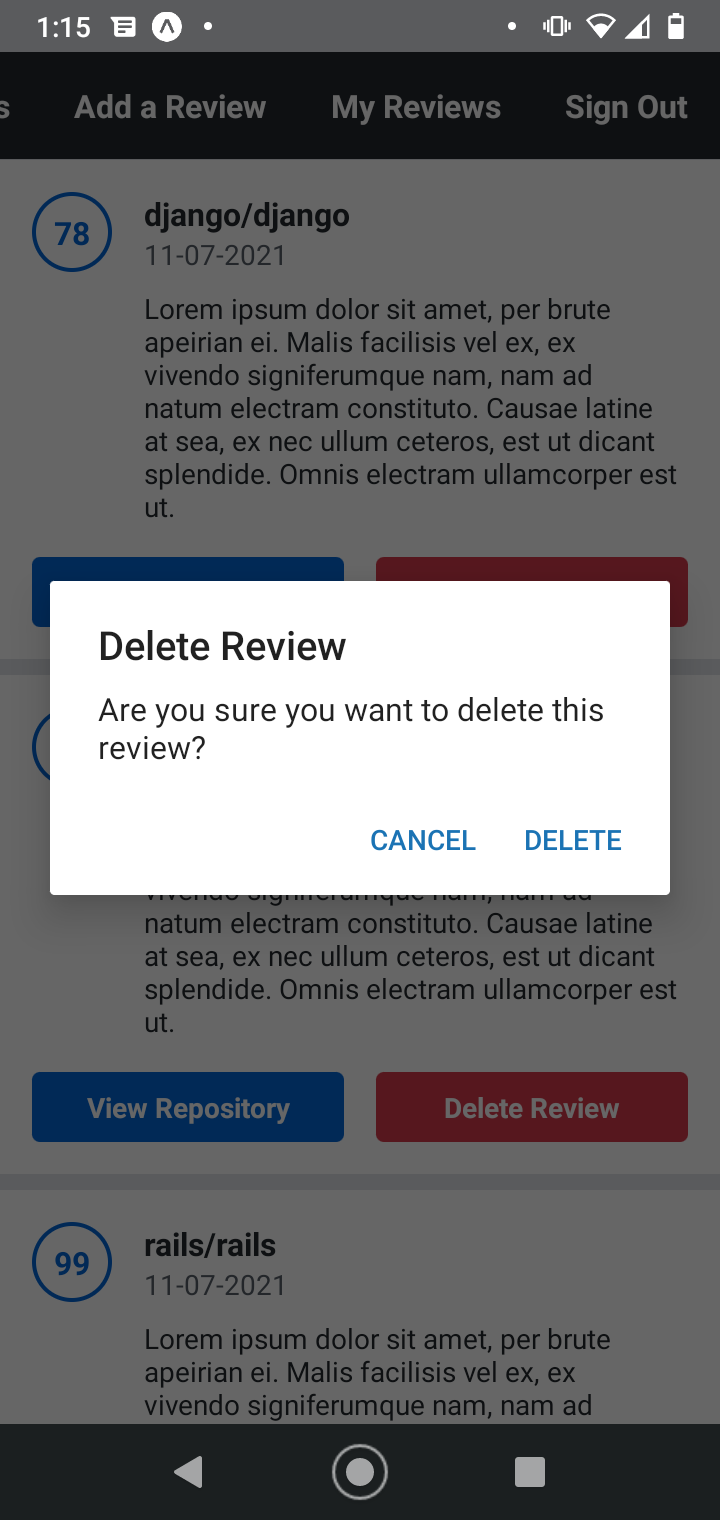 1:15
s Add a Review My Reviews Sign Out
78
django/django
11-07-2021
Lorem ipsum dolor sit amet, per brute
apeirian ei. Malis facilisis vel ex, ex
vivendo signiferumque nam, nam ad
natum electram constituto. Causae latine
at sea, ex nec ullum ceteros, est ut dicant
splendide. Omnis electram ullamcorper est
ut.
Delete Review
Are you sure you want to delete this
review?
CANCEL DELETE
vivendo signiferumque nam, nam ad
natum electram constituto. Causae latine
at sea, ex nec ullum ceteros, est ut dicant
splendide. Omnis electram ullamcorper est
ut.
View Repository Delete Review
99
rails/rails
11-07-2021
Lorem ipsum dolor sit amet, per brute
apeirian ei. Malis facilisis vel ex, ex
vivendo signiferumque nam, nam ad